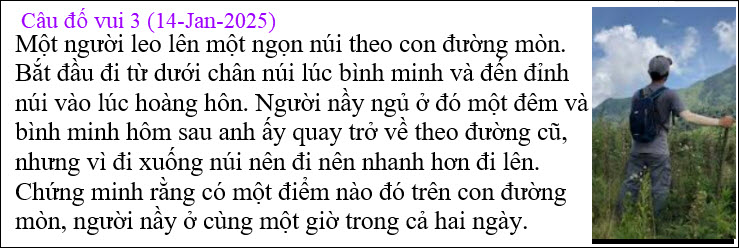 Câu đố vui 3 (14-Jan-2025)
Một người leo lên một ngọn núi theo con đường mòn.
Bắt đầu đi từ dưới chân núi lúc bình minh và đến đỉnh
núi vào lúc hoàng hôn. Người nầy ngủ ở đó một đêm và
bình minh hôm sau anh ấy quay trở về theo đường cũ,
nhưng vì đi xuống núi nên đi nên nhanh hơn đi lên.
Chứng minh rằng có một điểm nào đó trên con đường
mòn, người nầy ở cùng một giờ trong cả hai ngày.